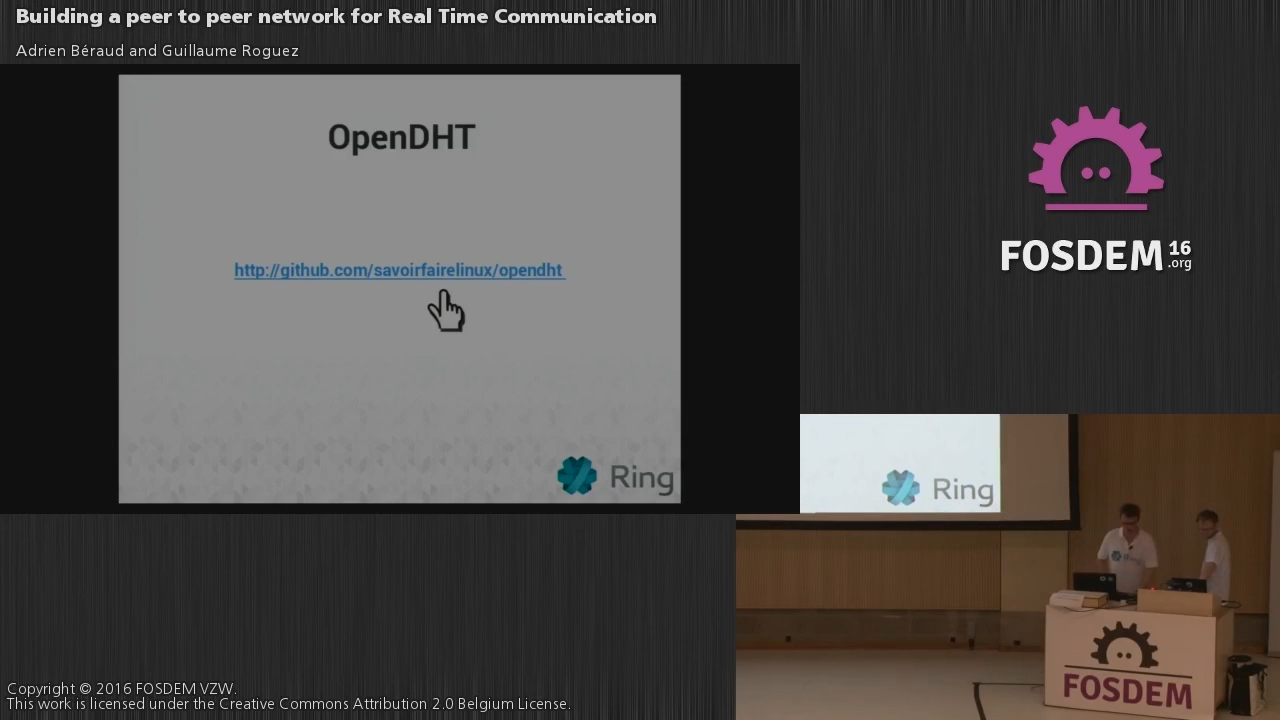 Building a peer to peer network for Real Time Communication
Adrien Béraud and Guillaume Roguez
OpenDHT
http://github.com/savoirfairelinux/opendht
Ring
FOSDEM 16
.org
Ring
FOSDEM
Copyright © 2016 FOSDEM VZW.
This work is licensed under the Creative Commons Attribution 2.0 Belgium License.